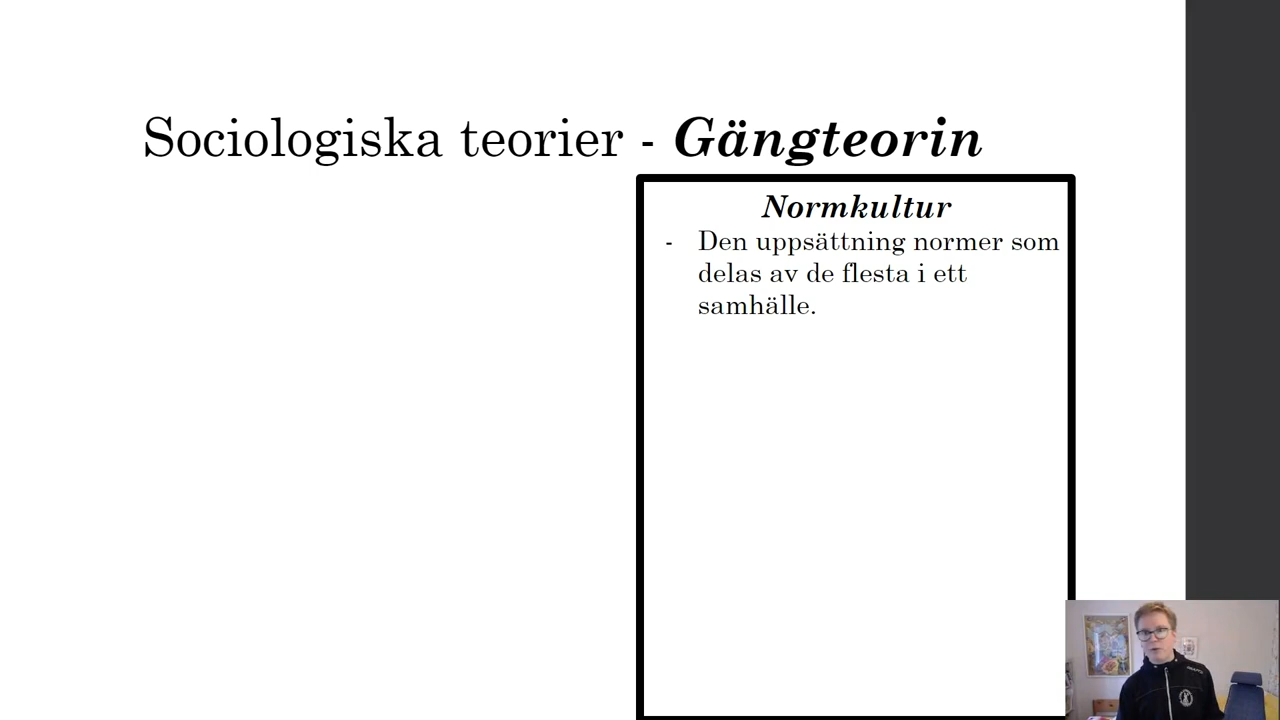 Sociologiska teorier - Gängteorin
Normkultur
- Den uppsättning normer som
delas av de flesta i ett
samhälle.